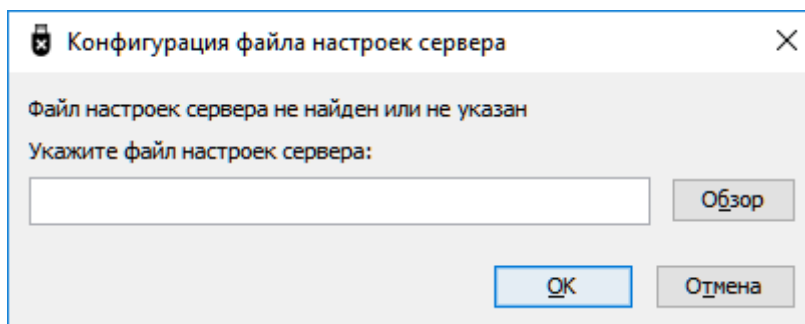 Конфигурация файла настроек сервера
Файл настроек сервера не найден или не указан
Укажите файл настроек сервера:
Обзор
OK
Отмена